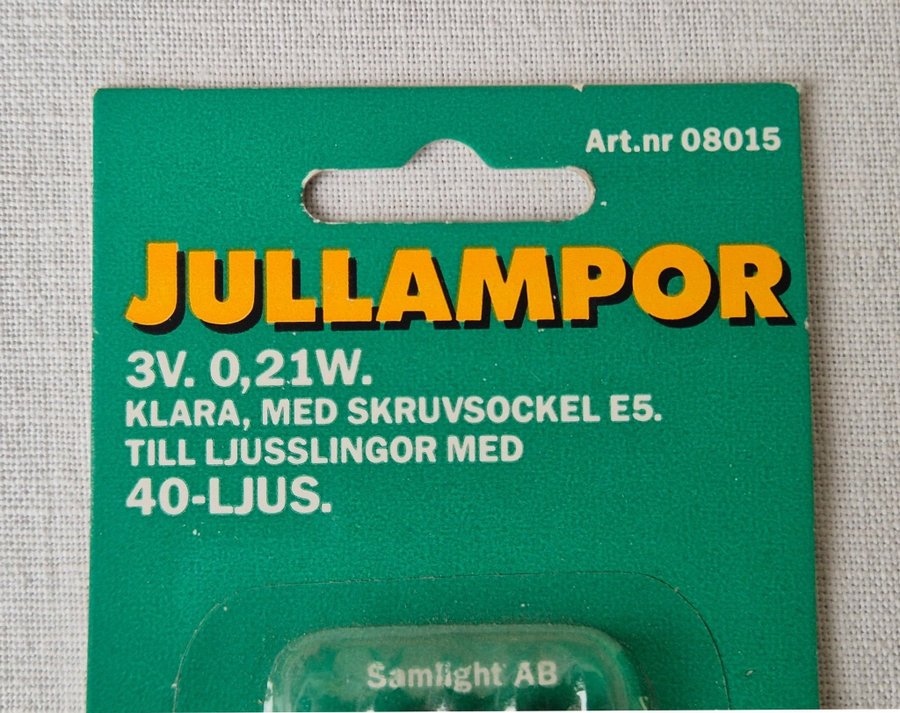 Art.nr 08015
JULLAMPOR
3V. 0,21W.
KLARA, MED SKRUVSOCKEL E5.
TILL LJUSSLINGOR MED
40-LJUS.
Samlight AB